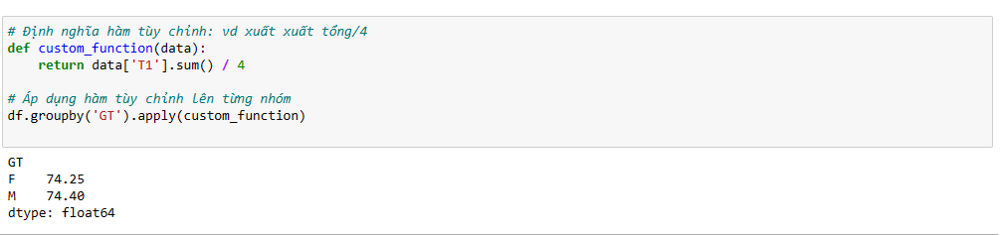 # Định nghĩa hàm tùy chỉnh: vd xuất xuất tổng/4
def custom_function(data):
    return data['T1'].sum() / 4
# Áp dụng hàm tùy chỉnh lên từng nhóm
df.groupby('GT').apply(custom_function)
GT
F    74.25
M    74.40
dtype: float64